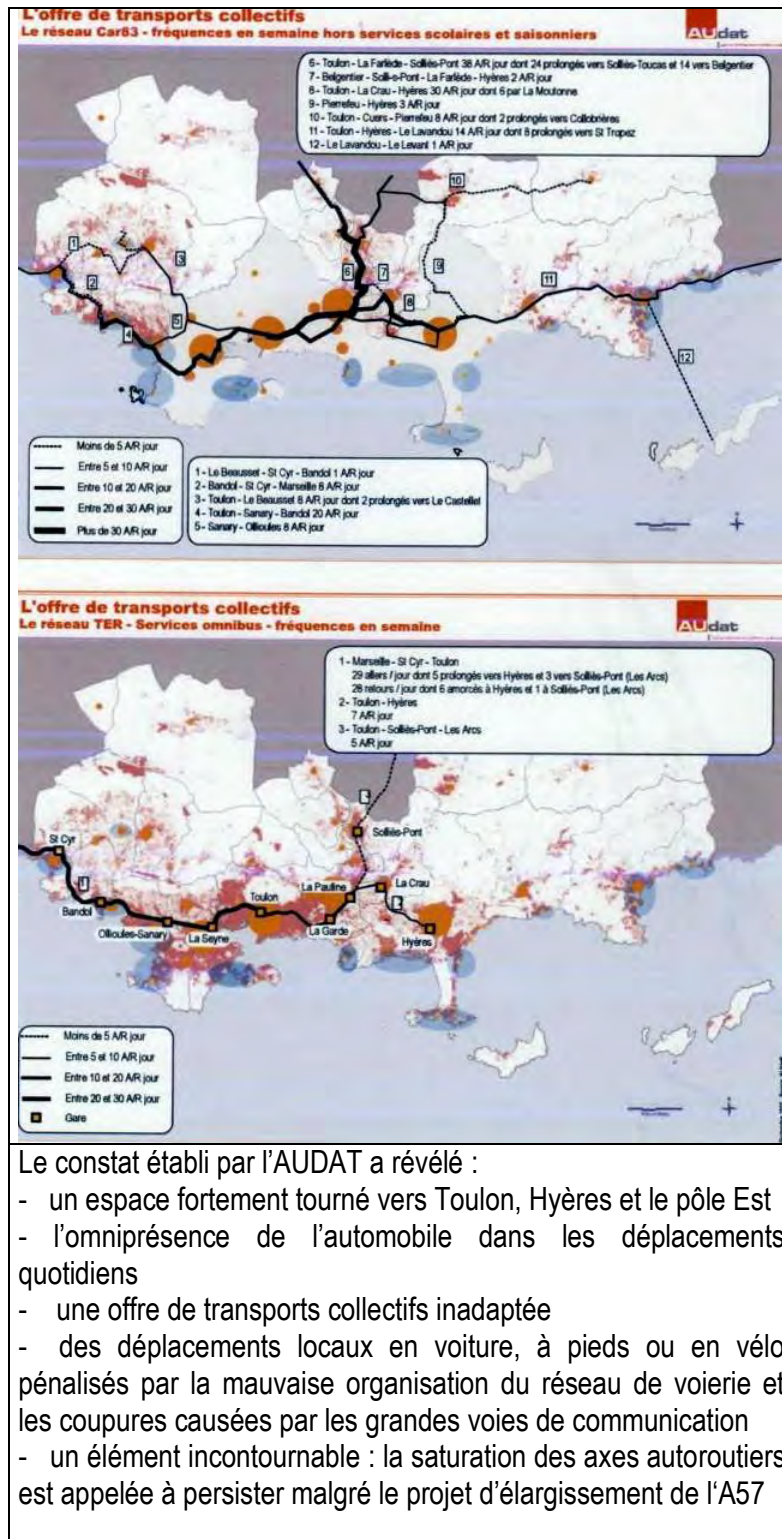 L'offre de transports collectifs
Le réseau Car83 - fréquences en semaine hors services scolaires et saisonniers
AUdat
6 - Toulon - La Farlède - Solliès-Pont 38 A/R jour dont 24 prolongés vers Solliès-Toucas et 14 vers Belgentier
7 - Belgentier - Solliès-Pont - La Farlède - Hyères 2 A/R jour
8 - Toulon - La Crau - Hyères 30 A/R jour dont 6 par La Moutonne
9 - Pierrefeu - Hyères 3 A/R jour
10 - Toulon - Cuers - Pierrefeu 8 A/R jour dont 2 prolongés vers Collobrières
11 - Toulon - Hyères - Le Lavandou 14 A/R jour dont 8 prolongés vers St Tropez
12 - Le Lavandou - Le Levant 1 A/R jour
10
1
2
3
6
7
9
8
11
2
5
4
12
Moins de 5 A/R jour
Entre 5 et 10 A/R jour
Entre 10 et 20 A/R jour
Entre 20 et 30 A/R jour
Plus de 30 A/R jour
1 - Le Beausset - St Cyr - Bandol 1 A/R jour
2 - Bandol - St Cyr - Marseille 6 A/R jour
3 - Toulon - Le Beausset 8 A/R jour dont 2 prolongés vers Le Castellet
4 - Toulon - Sanary - Bandol 20 A/R jour
5 - Sanary - Ollioules 8 A/R jour
L'offre de transports collectifs
Le réseau TER - Services omnibus - fréquences en semaine
AUdat
1 - Marseille - St Cyr - Toulon
29 allers / jour dont 5 prolongés vers Hyères et 3 vers Solliès-Pont (Les Arcs)
28 retours / jour dont 6 amorcés à Hyères et 1 à Solliès-Pont (Les Arcs)
2 - Toulon - Hyères
7 A/R jour
3 - Toulon - Solliès-Pont - Les Arcs
5 A/R jour
Solliès-Pont
St Cyr
La Pauline
La Crau
1
Bandol
Toulon
Ollioules-Sanary
La Seyne
La Garde
Hyères
Moins de 5 A/R jour
Entre 5 et 10 A/R jour
Entre 10 et 20 A/R jour
Entre 20 et 30 A/R jour
Gare
Le constat établi par l'AUDAT a révélé :
- un espace fortement tourné vers Toulon, Hyères et le pôle Est
- l'omniprésence de l'automobile dans les déplacements
quotidiens
- une offre de transports collectifs inadaptée
- des déplacements locaux en voiture, à pieds ou en vélo
pénalisés par la mauvaise organisation du réseau de voierie et
les coupures causées par les grandes voies de communication
- un élément incontournable : la saturation des axes autoroutiers
est appelée à persister malgré le projet d'élargissement de l'A57